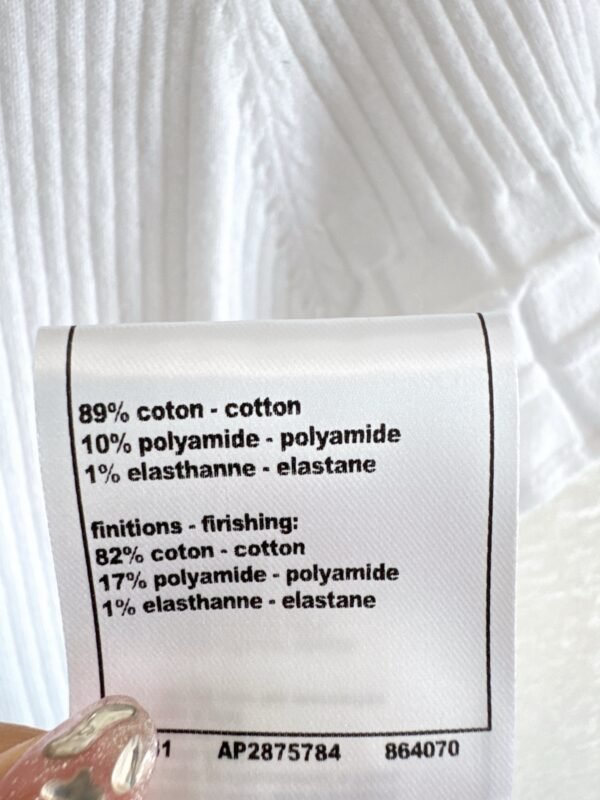 89% coton - cotton
10% polyamide - polyamide
1% elasthanne - elastane
finitions - firishing:
82% coton - cotton
17% polyamide - polyamide
1% elasthanne - elastane
AP2875784 864070